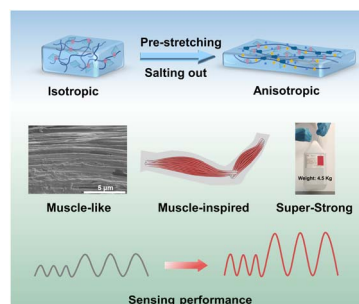 Pre-stretching
Salting out
Isotropic
Anisotropic
5 μm
Weight: 4.5 Kg
Muscle-like
Muscle-inspired
Super-Strong
Sensing performance